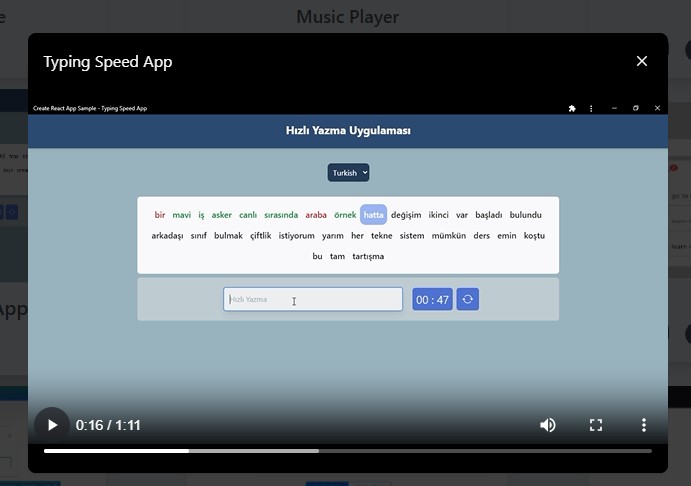 Music Player
Typing Speed App
Create React App Sample - Typing Speed App
Hızlı Yazma Uygulaması
Turkish
bir mavi iş asker canlı sırasında araba örnek hatta değişim ikinci var başladı bulundu
arkadaşı sınıf bulmak çiftlik istiyorum yarım her tekne sistem mümkün ders emin koştu
bu tam tartışma
Hızlı Yazma 00 : 47
App
0:16 / 1:11